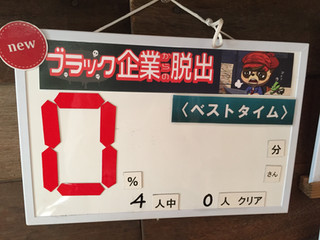 new
ブラック企業からの脱出
〈ベストタイム〉
0%
分
さん
4人中 0人 クリア